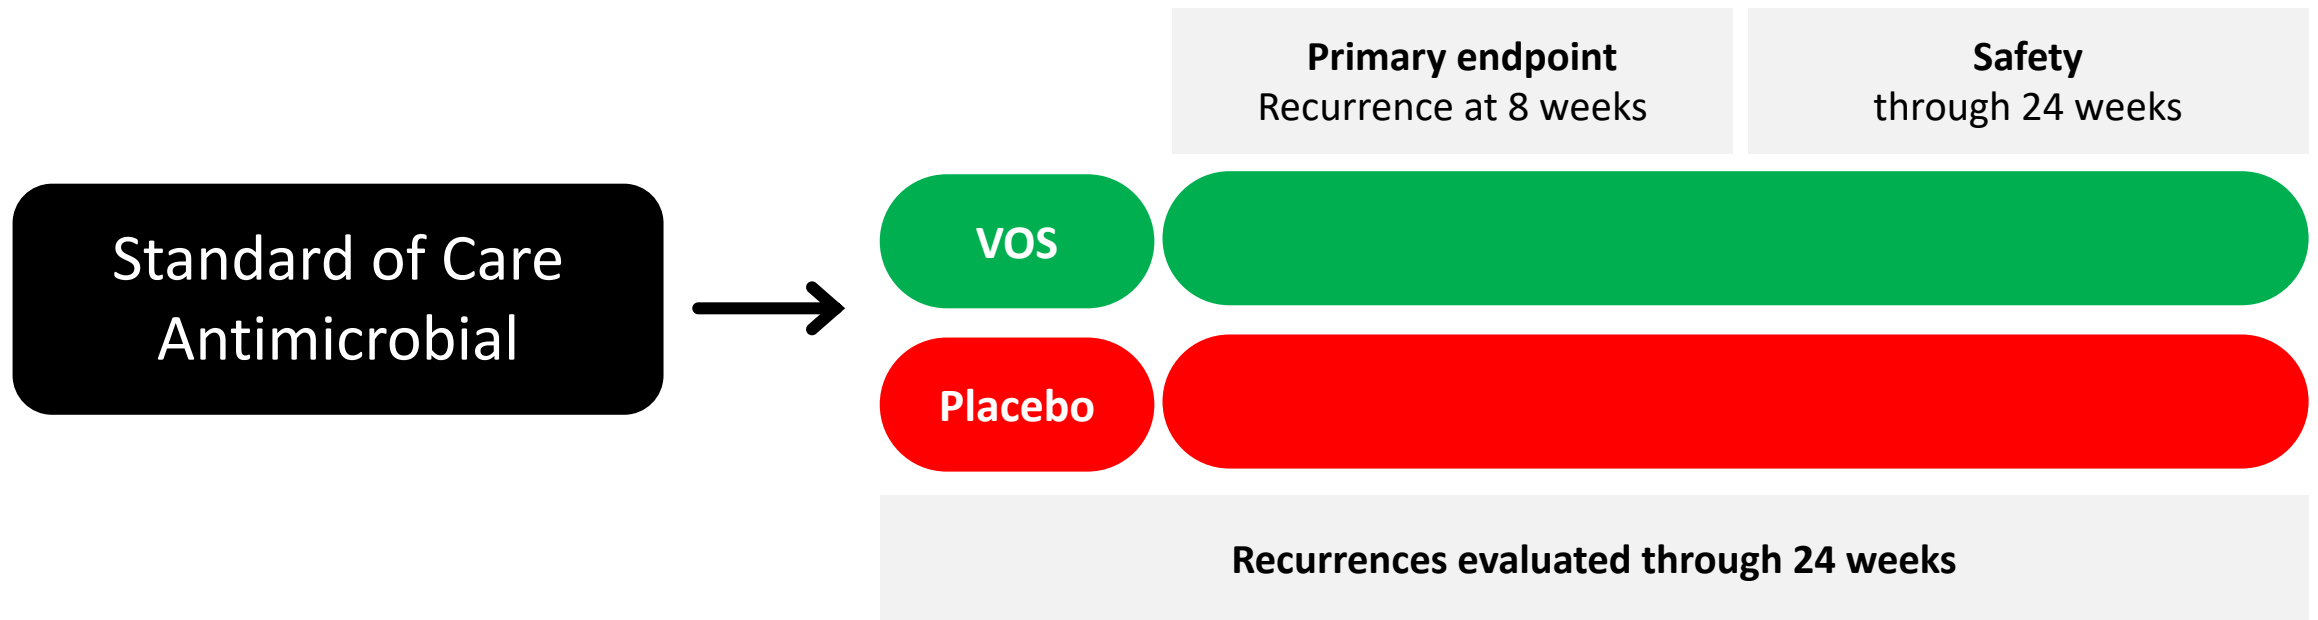 Primary endpoint
Recurrence at 8 weeks
Safety
through 24 weeks
Standard of Care
Antimicrobial
VOS
Placebo
Recurrences evaluated through 24 weeks